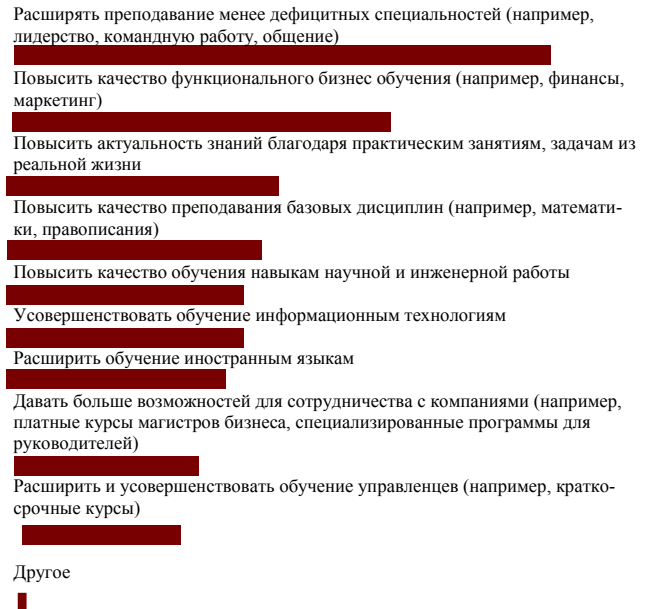 Расширять преподавание менее дефицитных специальностей (например,
лидерство, командную работу, общение)
Повысить качество функционального бизнес обучения (например, финансы,
маркетинг)
Повысить актуальность знаний благодаря практическим занятиям, задачам из
реальной жизни
Повысить качество преподавания базовых дисциплин (например, математи-
ки, правописания)
Повысить качество обучения навыкам научной и инженерной работы
Усовершенствовать обучение информационным технологиям
Расширить обучение иностранным языкам
Давать больше возможностей для сотрудничества с компаниями (например,
платные курсы магистров бизнеса, специализированные программы для
руководителей)
Расширить и усовершенствовать обучение управленцев (например, кратко-
срочные курсы)
Другое